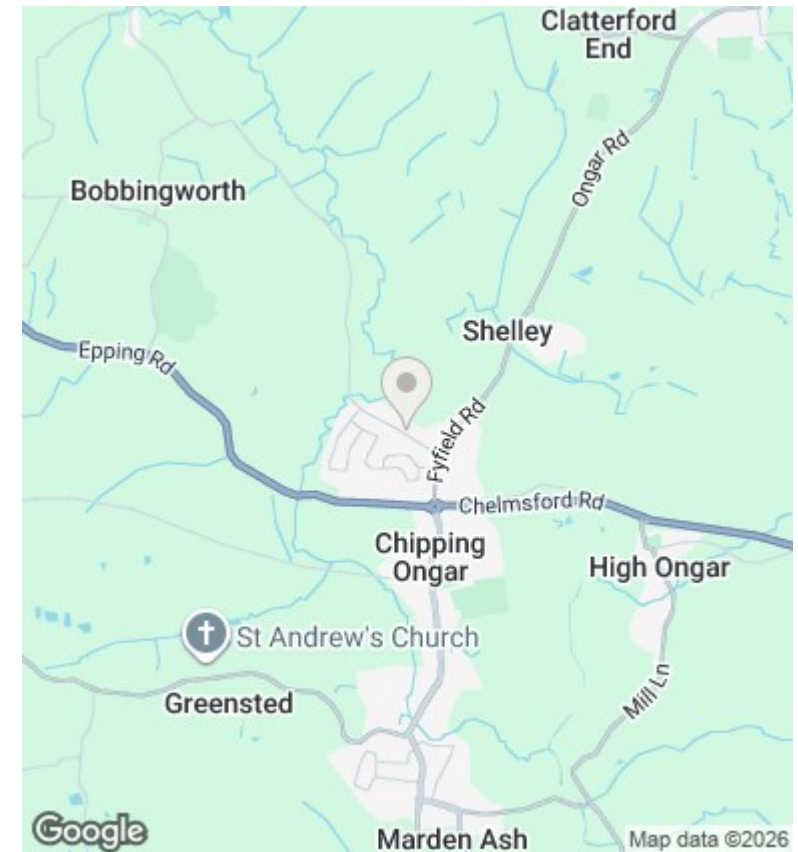 Clatterford
End
Ongar Rd
Bobbingworth
Shelley
Epping Rd
Fyfield Rd
Chelmsford Rd
Chipping
Ongar
High Ongar
St Andrew's Church
Greensted
Mill Ln
Google
Marden Ash
Map data ©2026